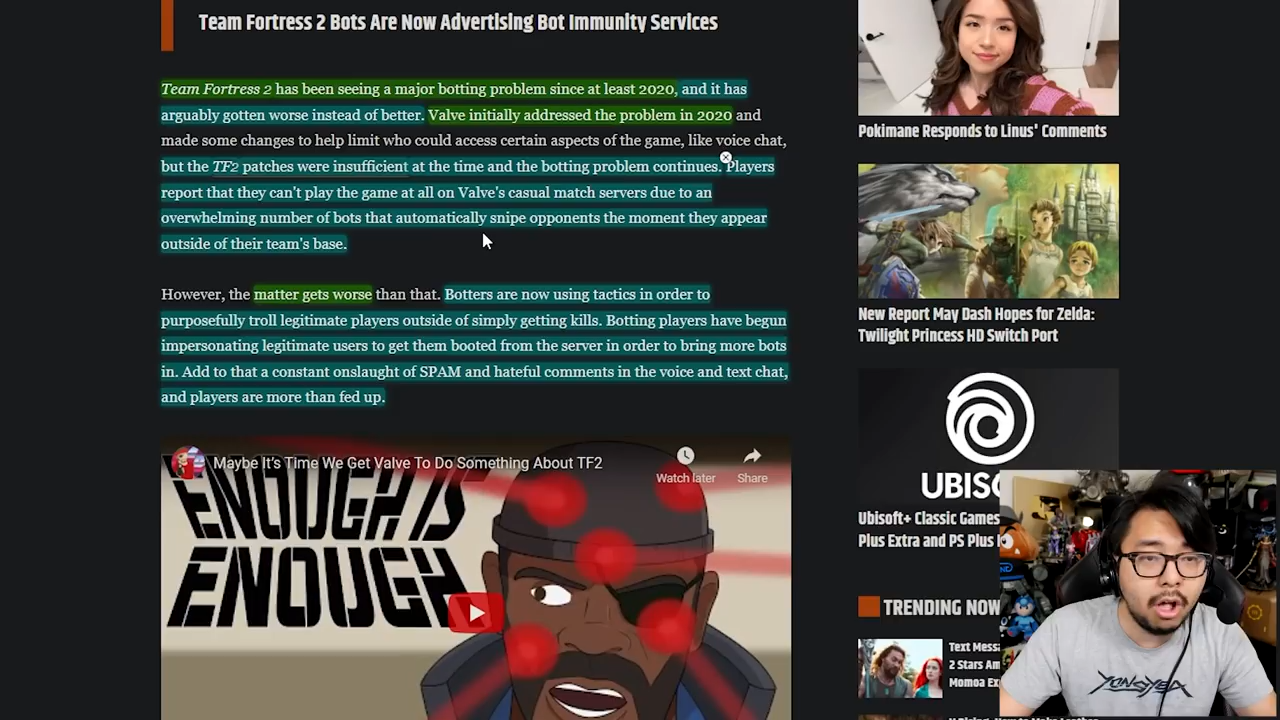 Team Fortress 2 Bots Are Now Advertising Bot Immunity Services
Team Fortress 2 has been seeing a major botting problem since at least 2020, and it has
arguably gotten worse instead of better. Valve initially addressed the problem in 2020 and
made some changes to help limit who could access certain aspects of the game, like voice chat,
but the TF2 patches were insufficient at the time and the botting problem continues. Players
report that they can't play the game at all on Valve's casual match servers due to an
overwhelming number of bots that automatically snipe opponents the moment they appear
outside of their team's base.
However, the matter gets worse than that. Botters are now using tactics in order to
purposefully troll legitimate players outside of simply getting kills. Botting players have begun
impersonating legitimate users to get them booted from the server in order to bring more bots
in. Add to that a constant onslaught of SPAM and hateful comments in the voice and text chat,
and players are more than fed up.
Maybe It's Time We Get Valve To Do Something About TF2
Watch later
Share
ENOUGH IS
ENOUGH
Pokimane Responds to Linus' Comments
New Report May Dash Hopes for Zelda:
Twilight Princess HD Switch Port
UBISO
Ubisoft+ Classic Games
Plus Extra and PS Plus
TRENDING NOW
Text Mess
2 Stars Am
Momoa Ex
YONGYEA